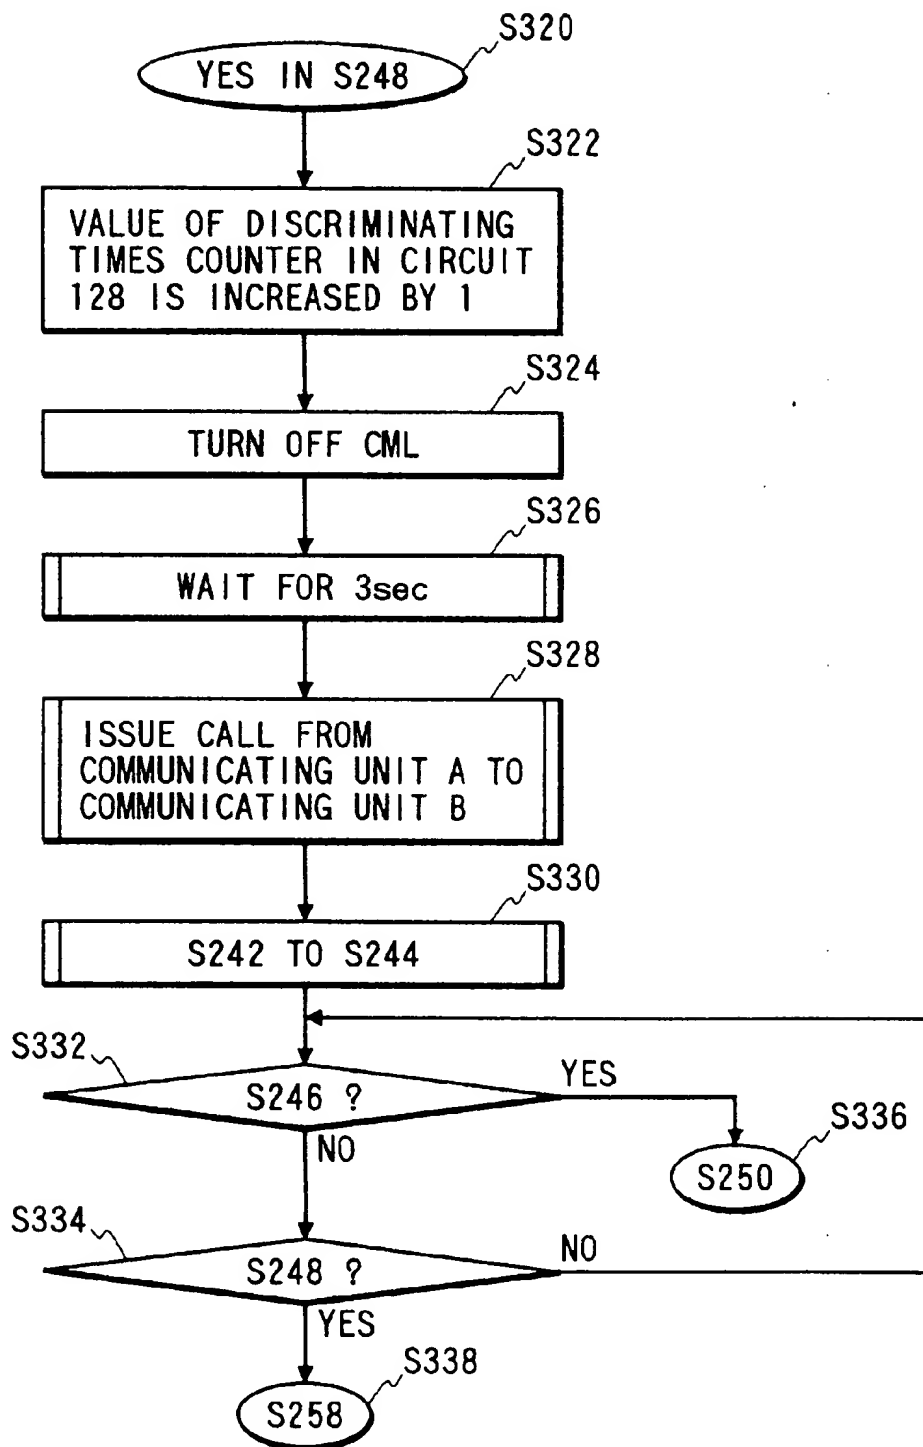 S320
YES IN S248
S322
VALUE OF DISCRIMINATING
TIMES COUNTER IN CIRCUIT
128 IS INCREASED BY 1
S324
TURN OFF CML
S326
WAIT FOR 3sec
S328
ISSUE CALL FROM
COMMUNICATING UNIT A TO
COMMUNICATING UNIT B
S330
S242 TO S244
S332
S246 ?
YES
S336
NO
S250
S334
S248 ?
NO
YES
S338
S258